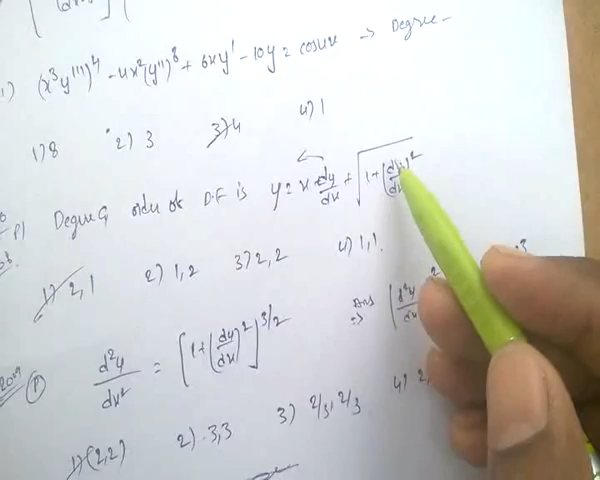 1) (x³y''')⁴ - 4x²(y'')⁸ + 6xy' - 10y = cosux → Degree -
1) 8 2) 3 3) 4 4) 1
P) Degree & order of D.F is y = x · dy/dx + √1+(dy/dx)²
1) 2,1 2) 1,2 3) 2,2 4) 1,1.
2019 P) d²y/dx² = [1+(dy/dx)²]^3/2 Ans ⇒
1) (2,2) 2) 3,3 3) 2/3, 2/3 4) 2,